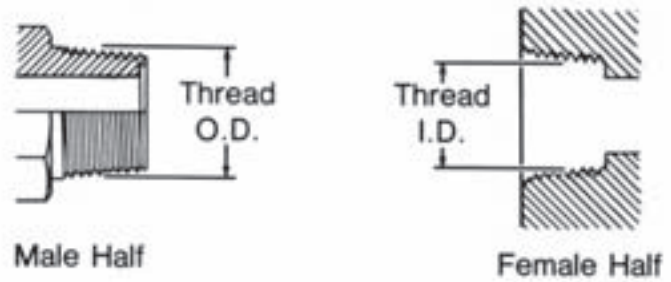 Thread
O.D.
Male Half
Thread
I.D.
Female Half